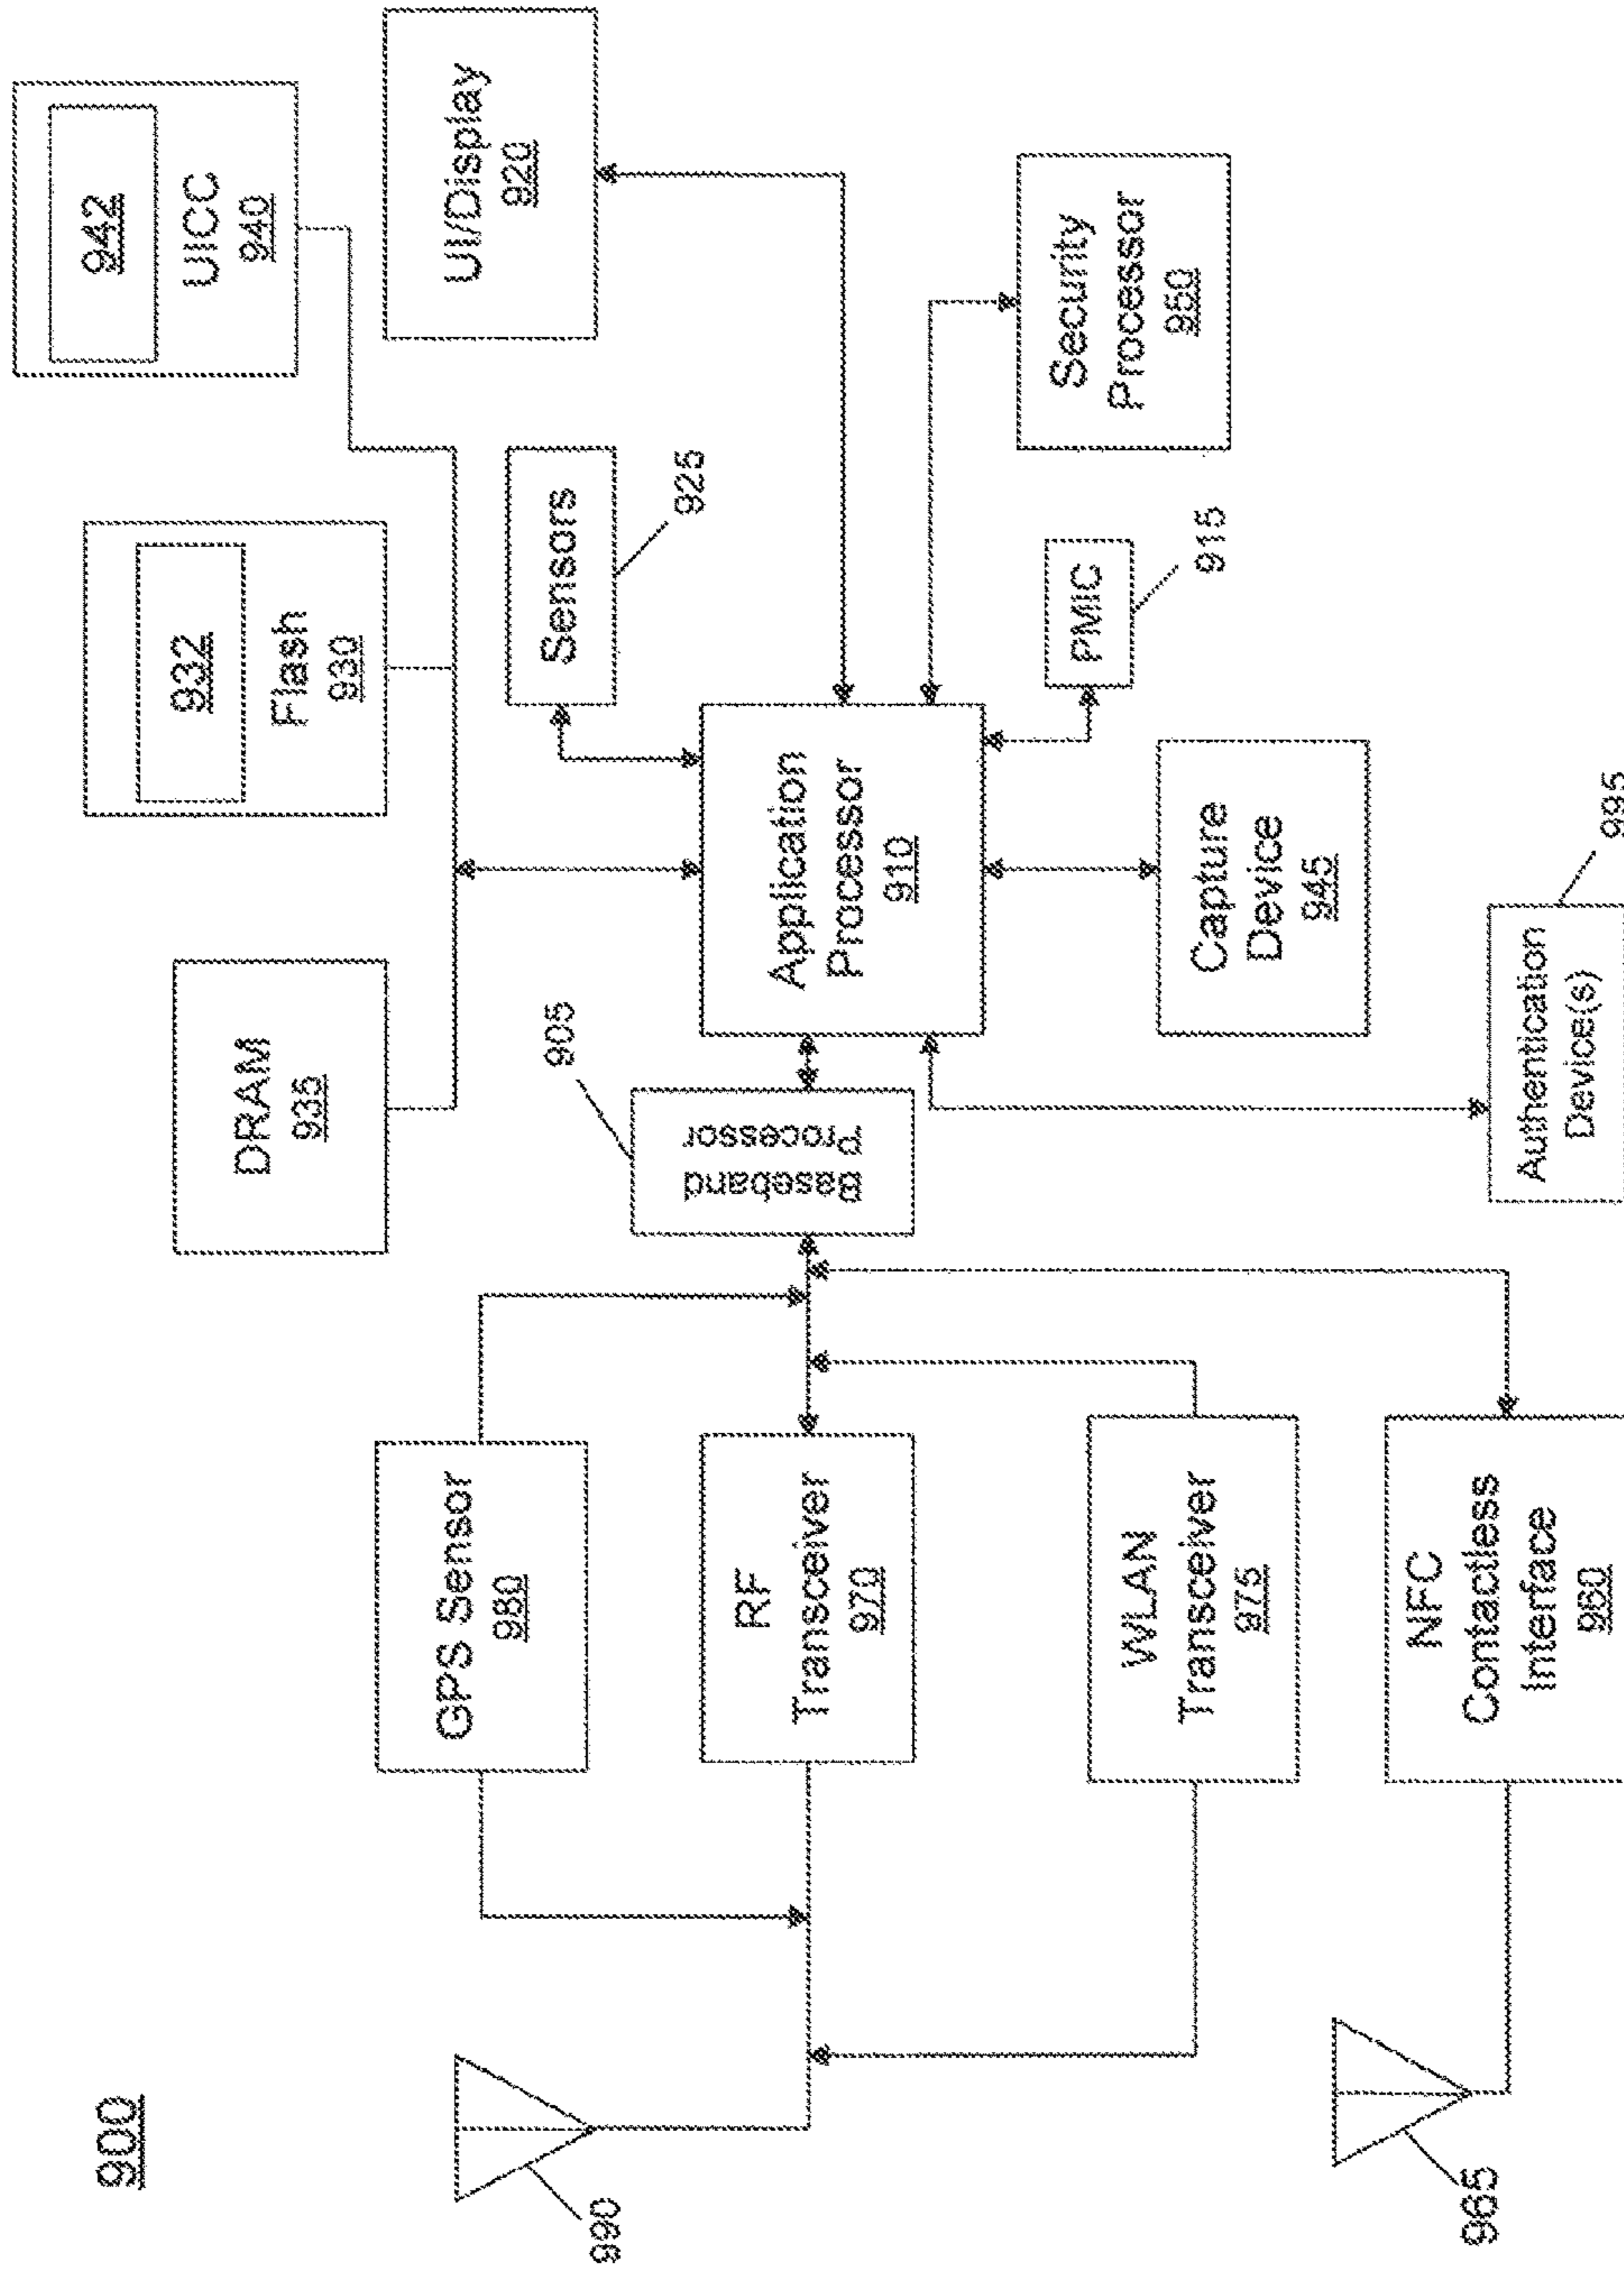 900
DRAM
935
932
Flash
930
942
UICC
940
990
GPS Sensor
980
905
Sensors
925
UI/Display
920
RF
Transceiver
970
Baseband
Processor
Application
Processor
910
WLAN
Transceiver
975
Capture
Device
945
PMIC
915
Security
Processor
950
965
NFC
Contactless
Interface
960
Authentication
Device(s)
995